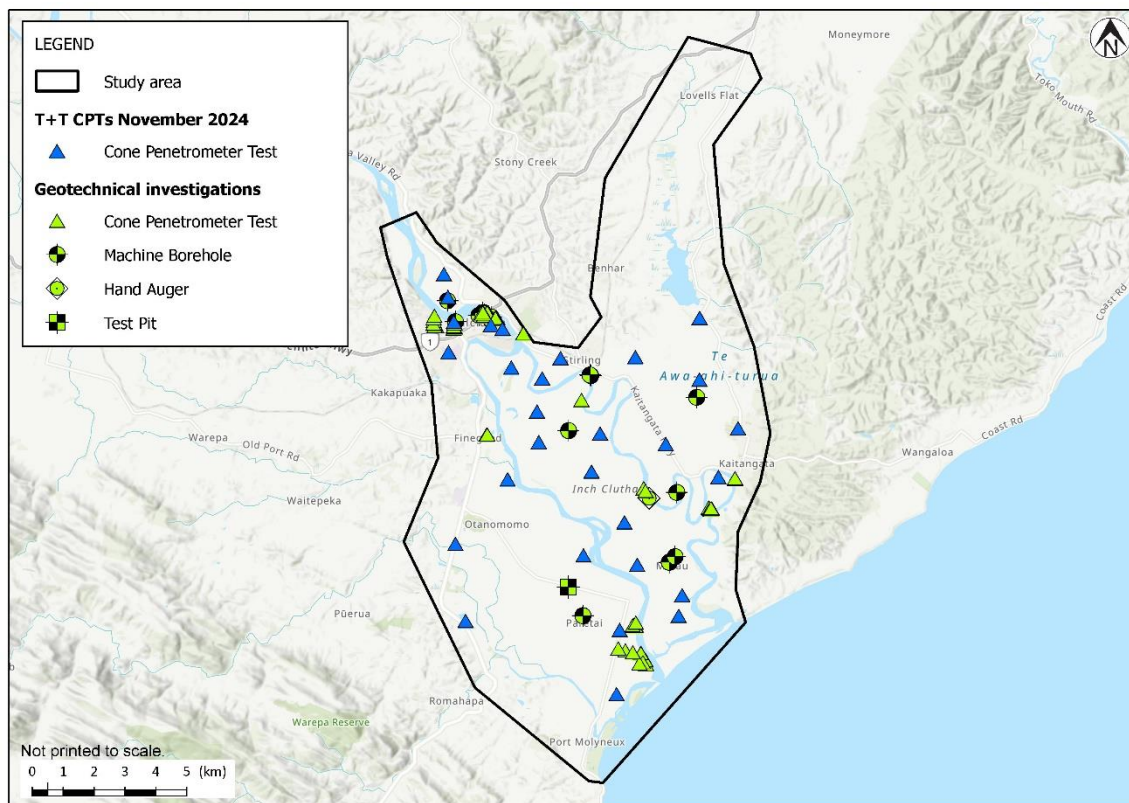 LEGEND
Study area
T+T CPTs November 2024
Cone Penetrometer Test
Geotechnical investigations
Cone Penetrometer Test
Machine Borehole
Hand Auger
Test Pit
N
Moneymore
Lovells Flat
Toko Mouth Rd
Valley Rd
Stony Creek
Benhar
1
Stirling
Te
Awa-ahi-turua
Kakapuaka
Coast Rd
Warepa
Old Port Rd
Kaitangata
Coast Rd
Wangaloa
Waitepeka
Inch Clutha
Otanomomo
Pūerua
Romahapa
Warepa Reserve
Port Molyneux
Not printed to scale.
0 1 2 3 4 5 (km)